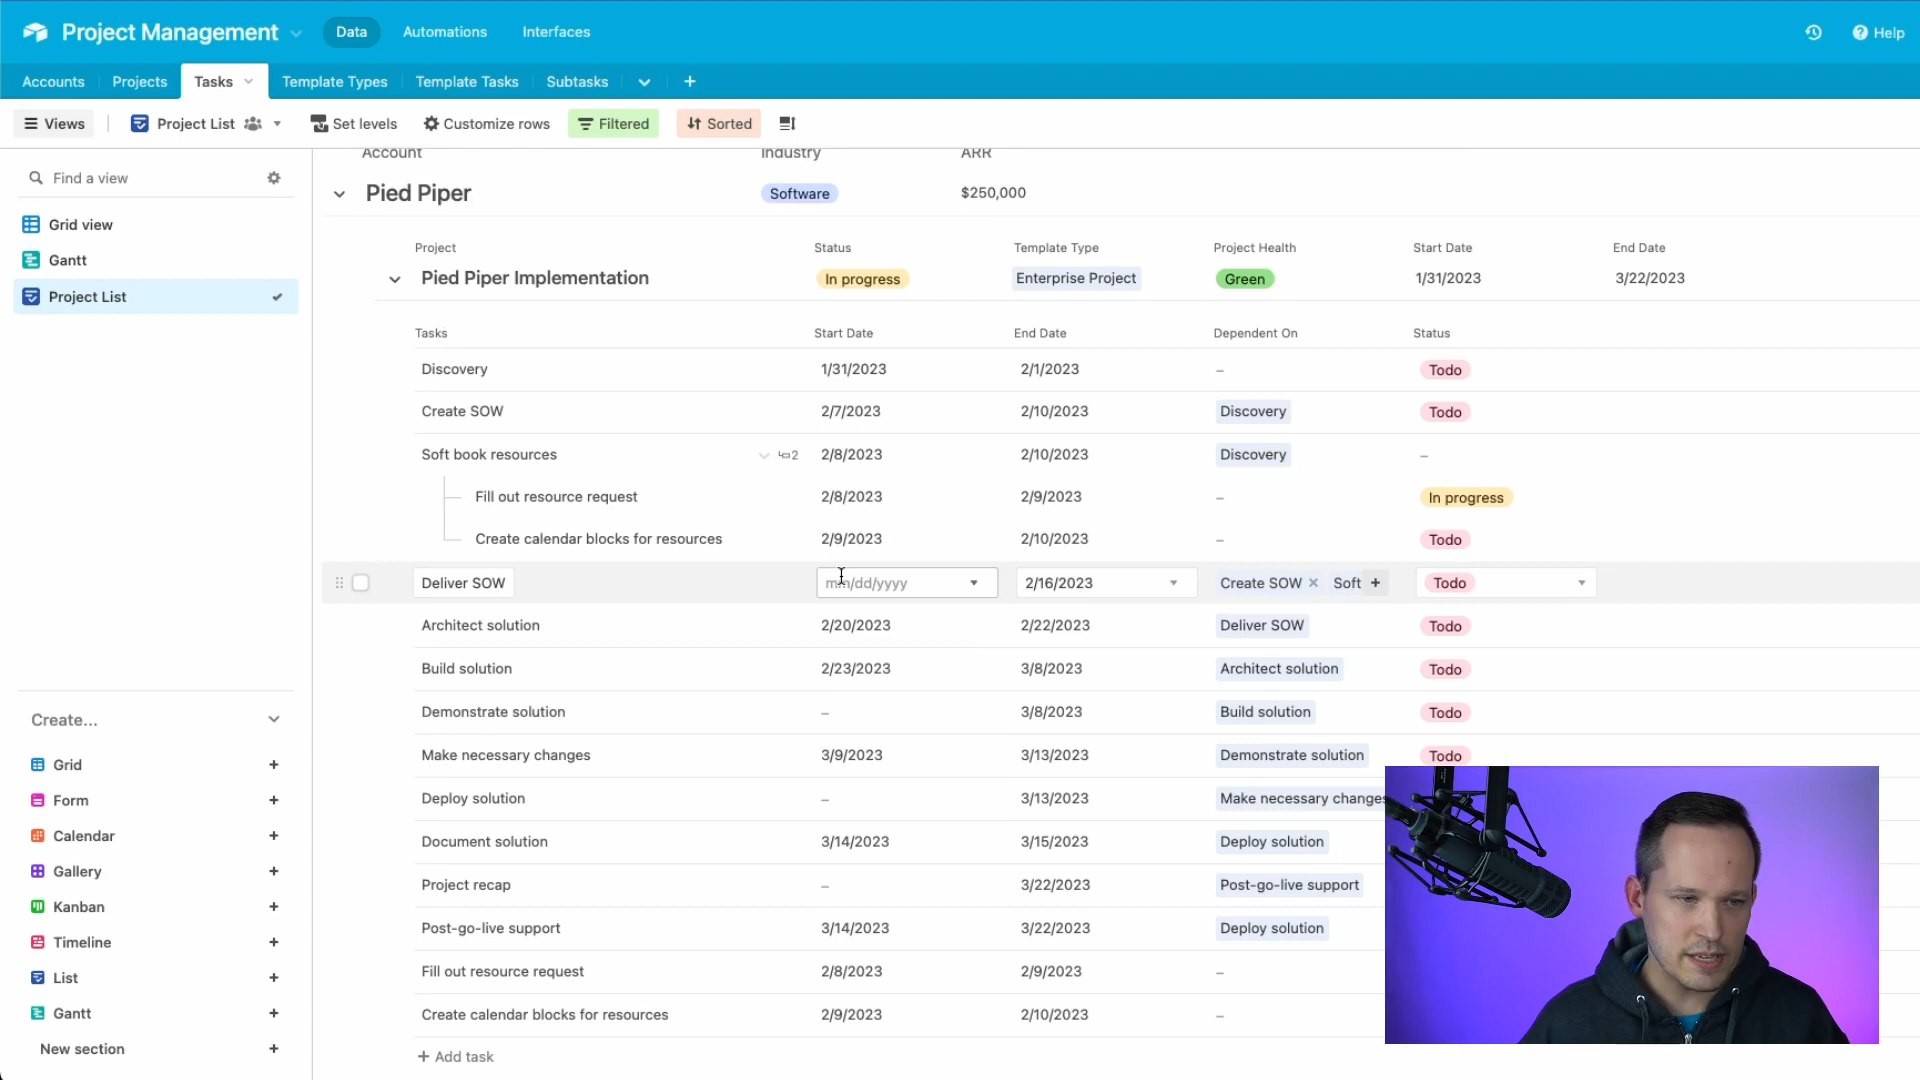 Project Management
Data
Automations
Interfaces
Help
Accounts
Projects
Tasks
Template Types
Template Tasks
Subtasks
+
Views
Project List
Set levels
Customize rows
Filtered
Sorted
Find a view
Grid view
Gantt
Project List
Create...
Grid +
Form +
Calendar +
Gallery +
Kanban +
Timeline +
List +
Gantt +
New section +
Account Industry ARR
Pied Piper Software $250,000
Project Status Template Type Project Health Start Date End Date
Pied Piper Implementation In progress Enterprise Project Green 1/31/2023 3/22/2023
Tasks Start Date End Date Dependent On Status
Discovery 1/31/2023 2/1/2023 – Todo
Create SOW 2/7/2023 2/10/2023 Discovery Todo
Soft book resources 2 2/8/2023 2/10/2023 Discovery –
Fill out resource request 2/8/2023 2/9/2023 – In progress
Create calendar blocks for resources 2/9/2023 2/10/2023 – Todo
Deliver SOW mm/dd/yyyy 2/16/2023 Create SOW × Soft + Todo
Architect solution 2/20/2023 2/22/2023 Deliver SOW Todo
Build solution 2/23/2023 3/8/2023 Architect solution Todo
Demonstrate solution – 3/8/2023 Build solution Todo
Make necessary changes 3/9/2023 3/13/2023 Demonstrate solution Todo
Deploy solution – 3/13/2023 Make necessary changes
Document solution 3/14/2023 3/15/2023 Deploy solution
Project recap – 3/22/2023 Post-go-live support
Post-go-live support 3/14/2023 3/22/2023 Deploy solution
Fill out resource request 2/8/2023 2/9/2023 –
Create calendar blocks for resources 2/9/2023 2/10/2023 –
+ Add task